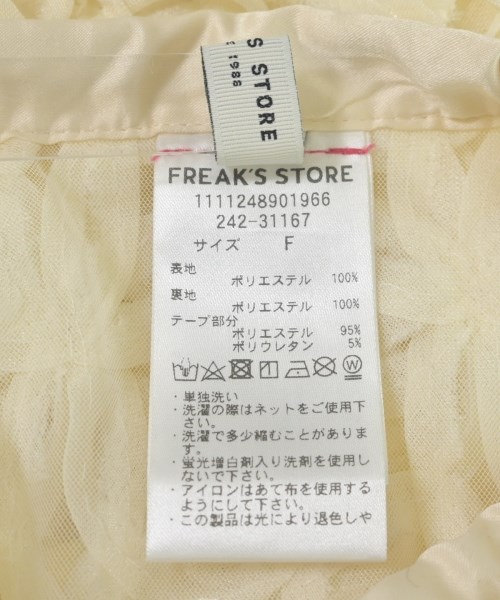 S STORE
1986
FREAK'S STORE
1111248901966
242-31167
サイズ F
表地
ポリエステル 100%
裏地
ポリエステル 100%
テープ部分
ポリエステル 95%
ポリウレタン 5%
・単独洗い
・洗濯の際はネットをご使用下
さい。
・洗濯で多少縮むことがありま
す。
・蛍光増白剤入り洗剤を使用し
ないで下さい。
・アイロンはあて布を使用する
ようにして下さい。
・この製品は光により退色しや